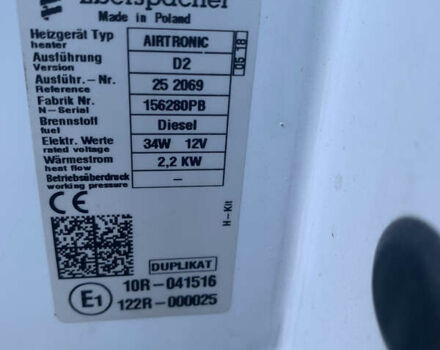 Eberspächer
Made in Poland
Heizgerät Typ
heater
AIRTRONIC
Ausführung
Version
D2
Ausführ.-Nr.
Reference
25 2069
Fabrik Nr.
N-Serial
156280PB
Brennstoff
fuel
Diesel
Elektr. Werte
rated voltage
34W 12V
Wärmestrom
heat flow
2,2 KW
Betriebsüberdruck
working pressure
–
05 18
H-Kit
CE
DUPLIKAT
E1
10R-041516
122R-000025